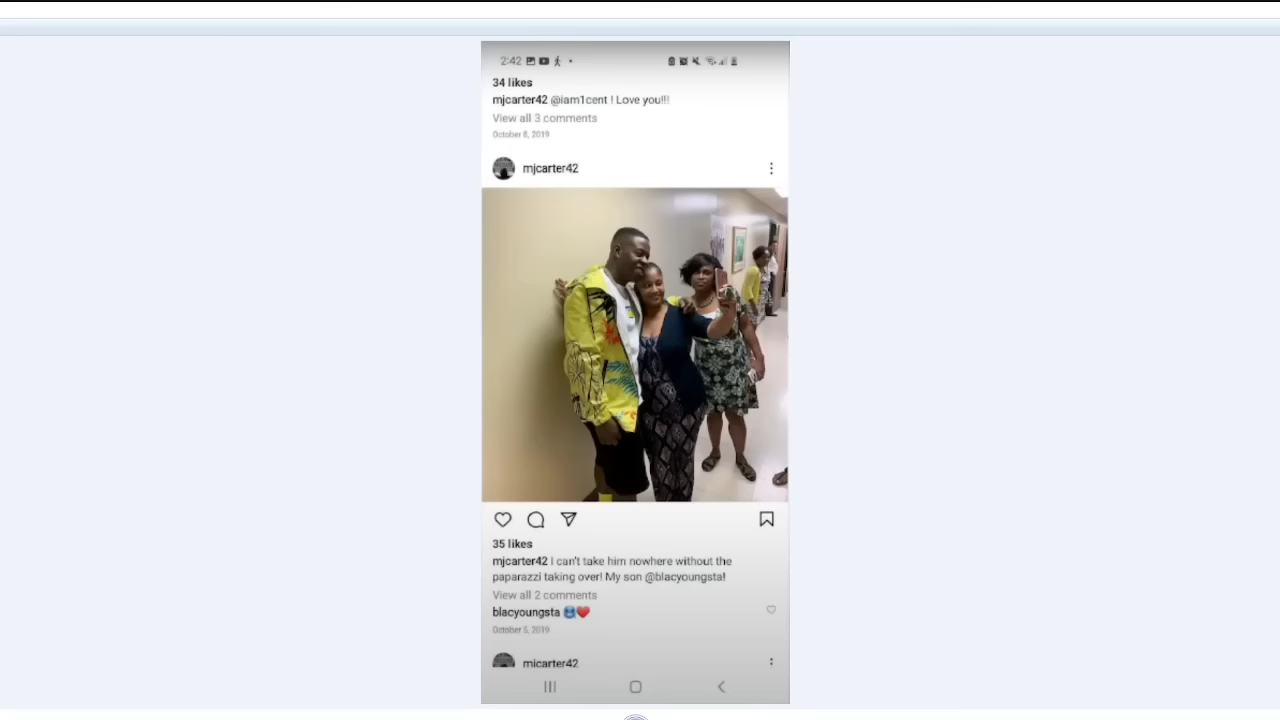 2:42
34 likes
mjcarter42 @iam1cent ! Love you!!!
View all 3 comments
October 8, 2019
mjcarter42
35 likes
mjcarter42 I can't take him nowhere without the
paparazzi taking over! My son @blacyoungsta!
View all 2 comments
blacyoungsta 🥶❤️
October 5, 2019
mjcarter42